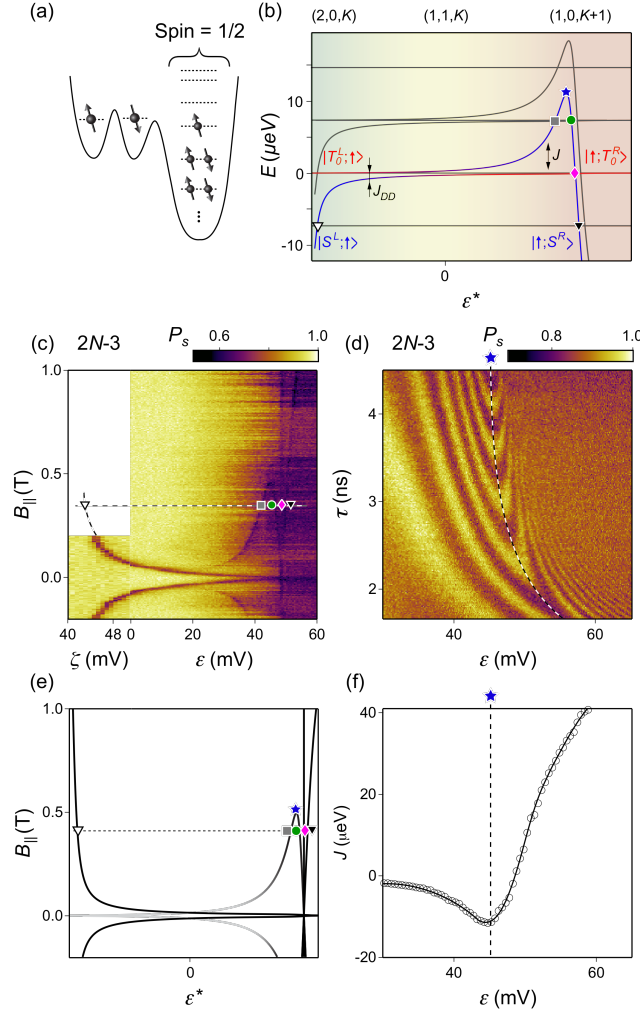 (a)
Spin = 1/2
(b)
(2,0,K) (1,1,K) (1,0,K+1)
E (μeV)
10
0
-10
|T₀ᴸ;↑⟩
J_DD
J
|↑;T₀ᴿ⟩
|Sᴸ;↑⟩
|↑;Sᴿ⟩
0
ε*
(c)
2N-3
Pₛ 0.6 1.0
B_||(T)
1.0
0.5
0.0
40 48 0 20 40 60
ζ (mV) ε (mV)
(d)
2N-3
Pₛ 0.8 1.0
τ (ns)
4
3
2
40 60
ε (mV)
(e)
B_||(T)
1.0
0.5
0.0
0
ε*
(f)
J (μeV)
40
20
0
-20
40 60
ε (mV)